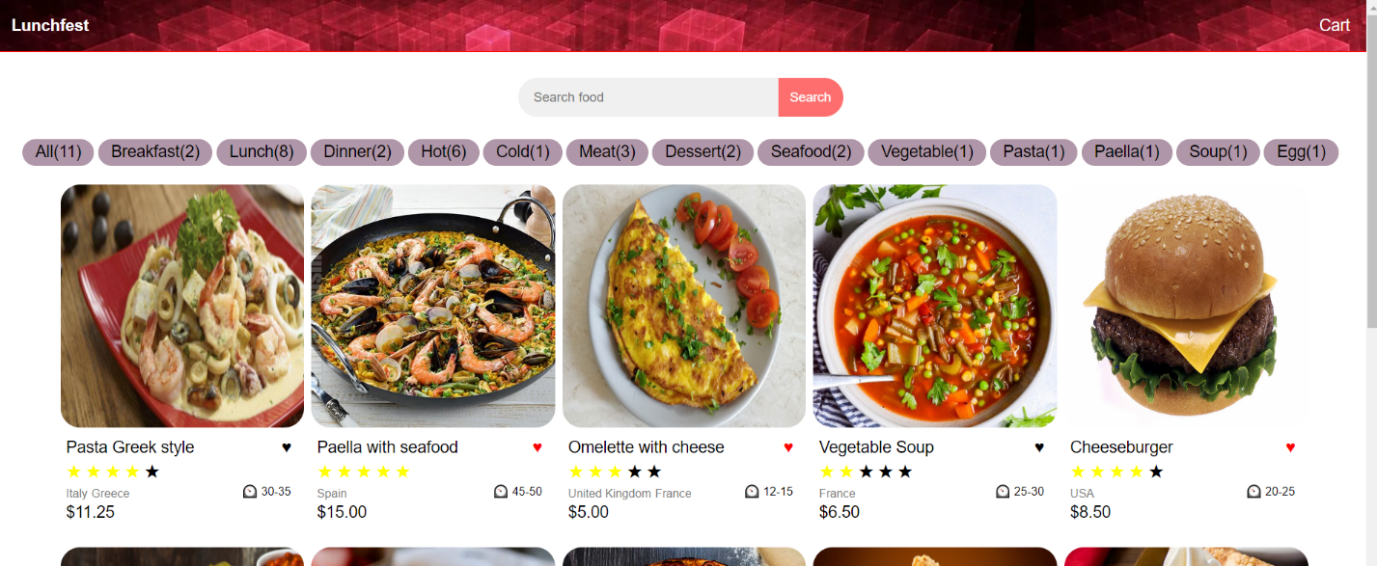 Lunchfest Cart
Search food Search
All(11) Breakfast(2) Lunch(8) Dinner(2) Hot(6) Cold(1) Meat(3) Dessert(2) Seafood(2) Vegetable(1) Pasta(1) Paella(1) Soup(1) Egg(1)
Pasta Greek style ♥ Paella with seafood ♥ Omelette with cheese ♥ Vegetable Soup ♥ Cheeseburger ♥
★★★★★ ★★★★★ ★★★★★ ★★★★★ ★★★★★
Italy Greece 30-35 Spain 45-50 United Kingdom France 12-15 France 25-30 USA 20-25
$11.25 $15.00 $5.00 $6.50 $8.50